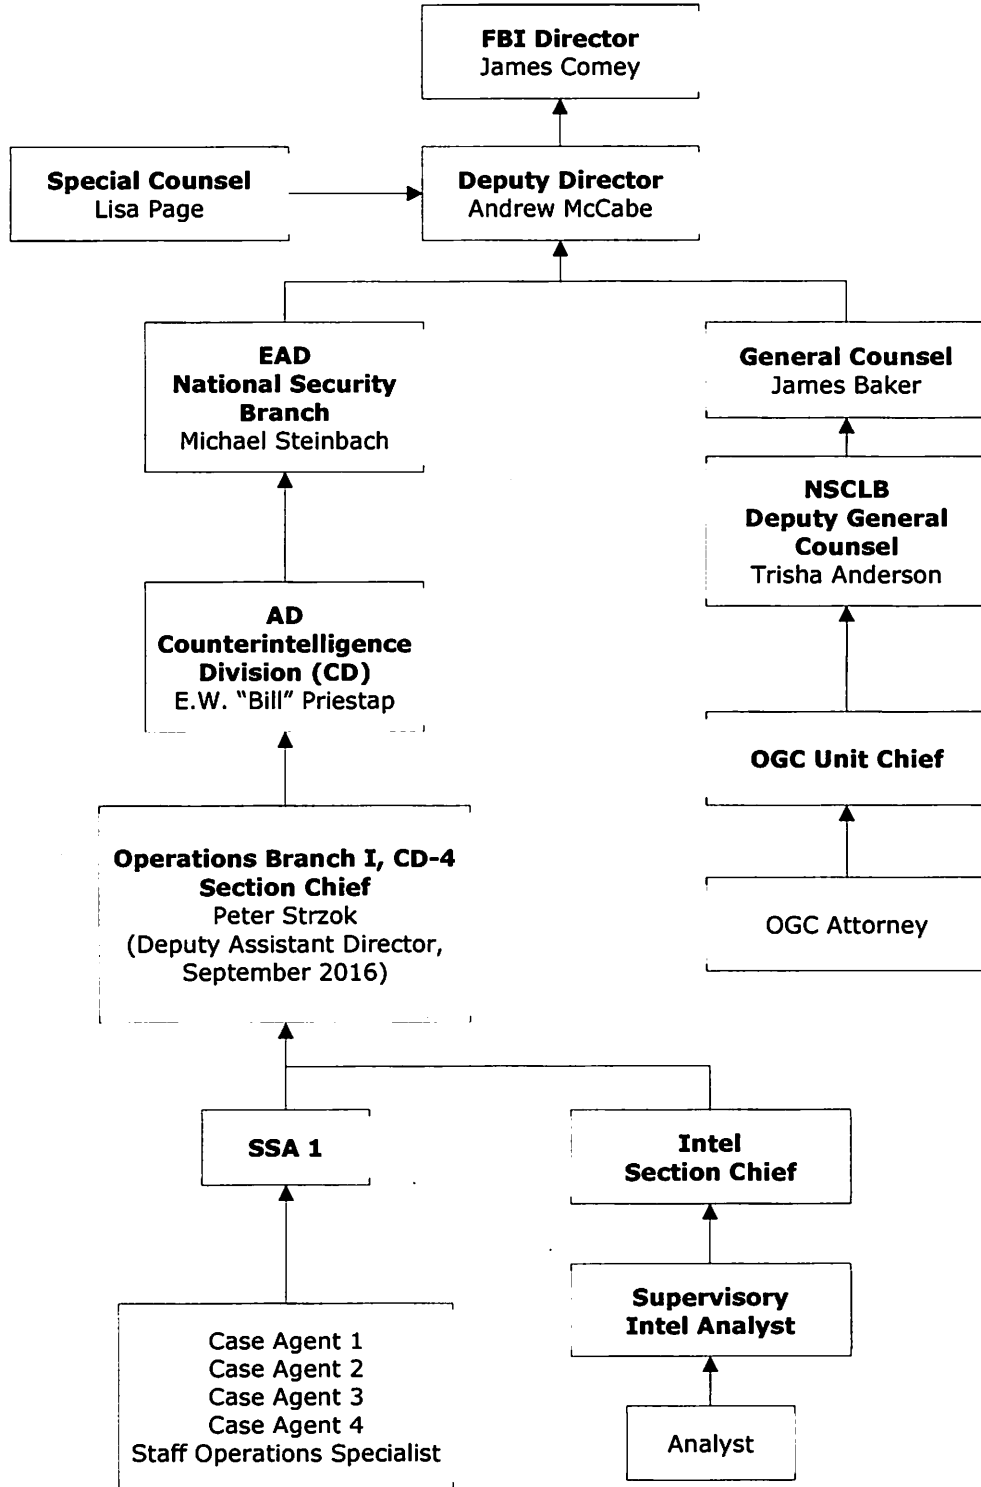 FBI Director
James Comey
Special Counsel
Lisa Page
Deputy Director
Andrew McCabe
EAD
National Security
Branch
Michael Steinbach
General Counsel
James Baker
NSCLB
Deputy General
Counsel
Trisha Anderson
AD
Counterintelligence
Division (CD)
E.W. “Bill” Priestap
OGC Unit Chief
Operations Branch I, CD-4
Section Chief
Peter Strzok
(Deputy Assistant Director,
September 2016)
OGC Attorney
SSA 1
Intel
Section Chief
Supervisory
Intel Analyst
Case Agent 1
Case Agent 2
Case Agent 3
Case Agent 4
Staff Operations Specialist
Analyst